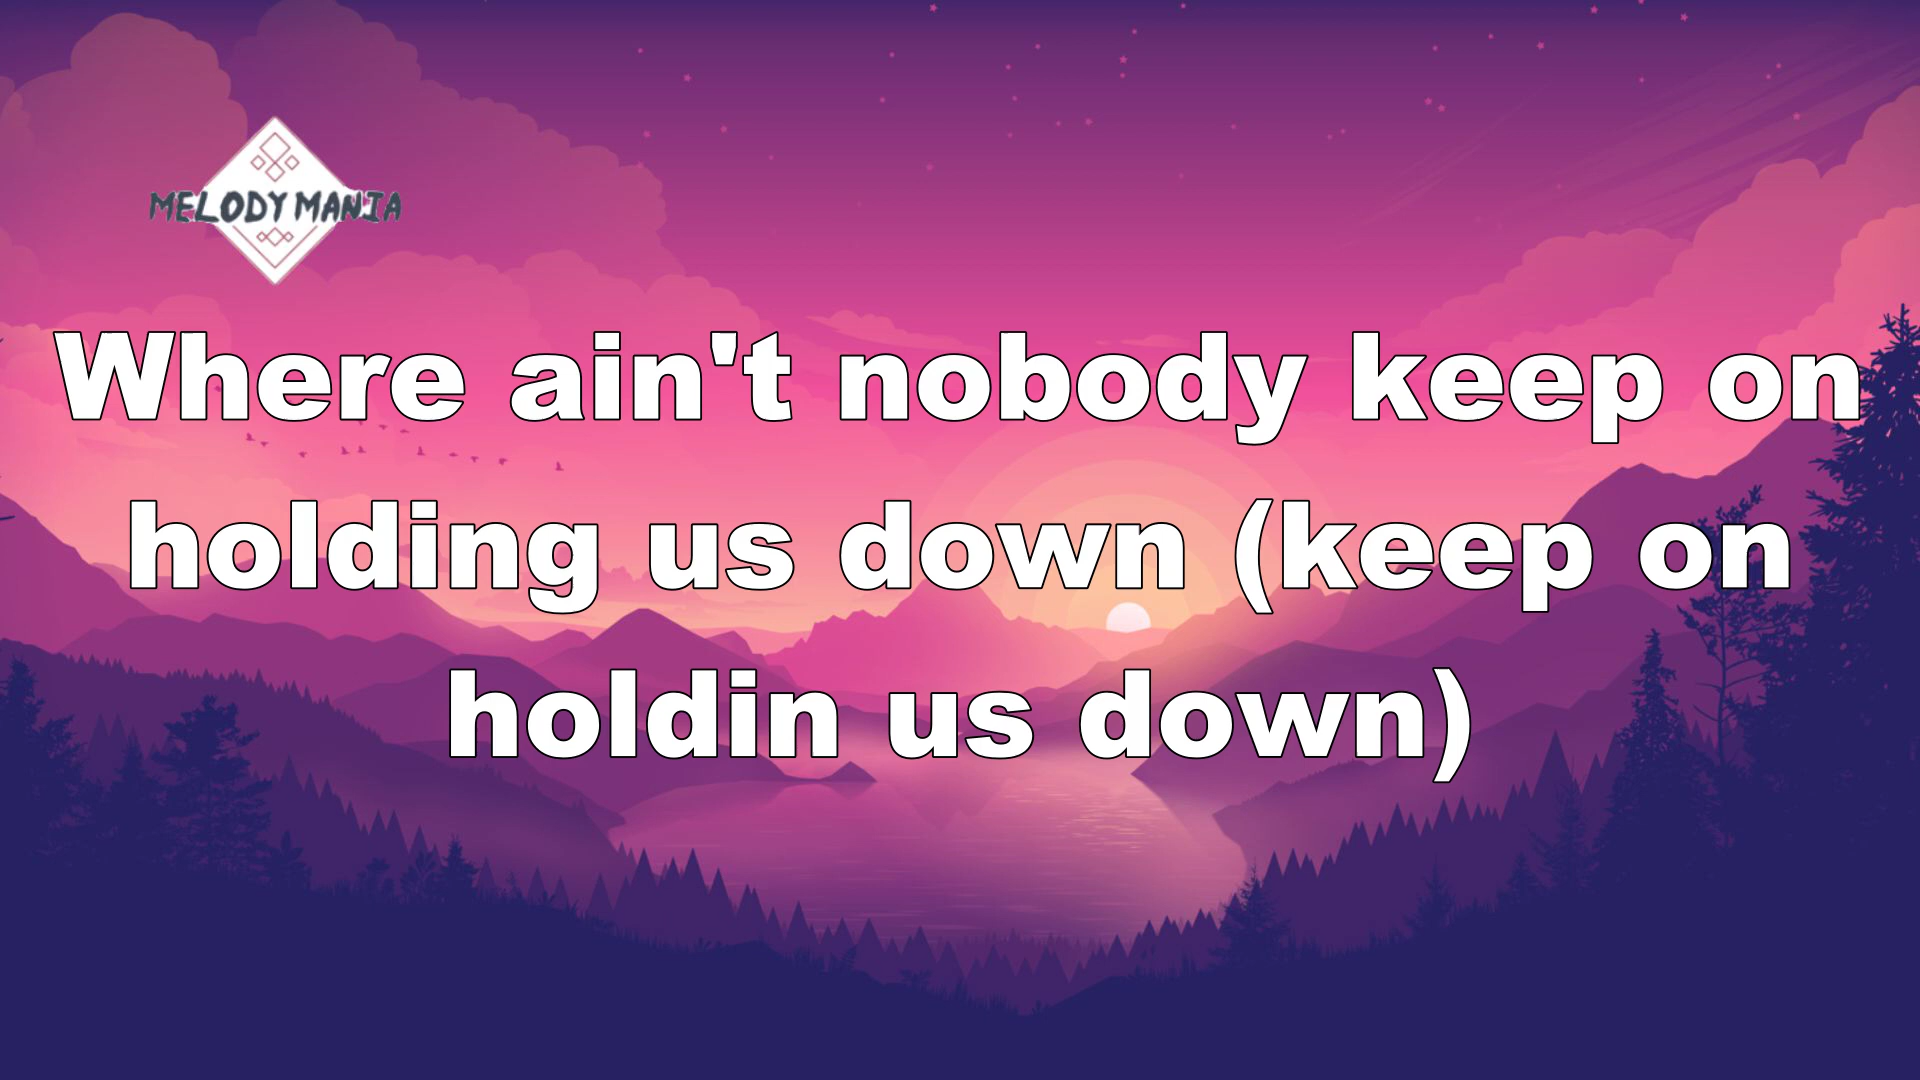 MELODY MANIA
Where ain't nobody keep on
holding us down (keep on
holdin us down)